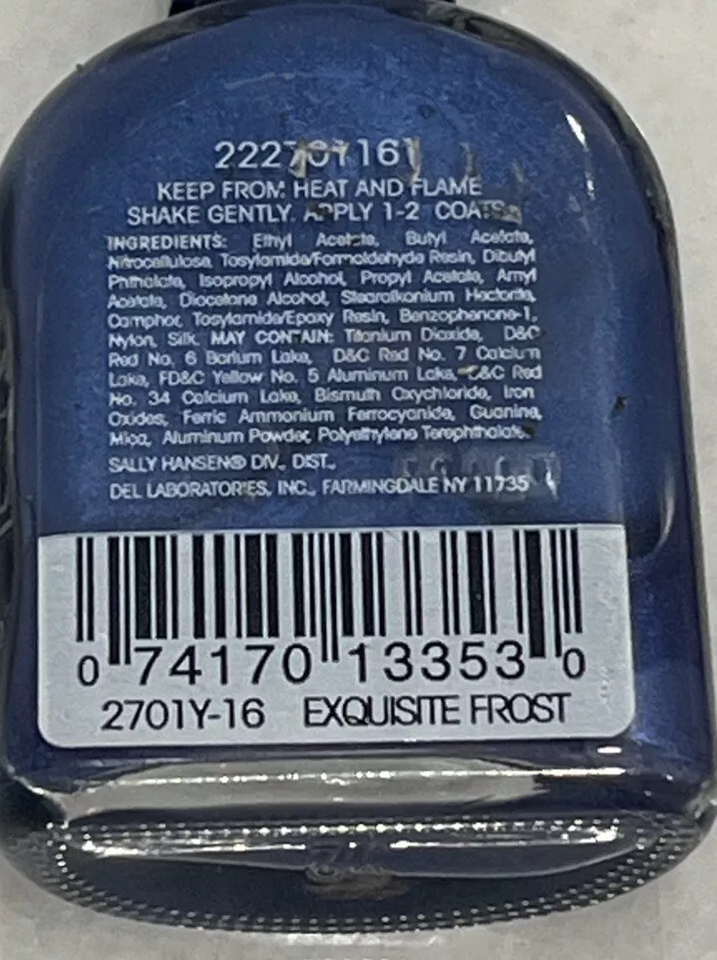 222701161
KEEP FROM HEAT AND FLAME
SHAKE GENTLY. APPLY 1-2 COATS.
INGREDIENTS: Ethyl Acetate, Butyl Acetate,
Nitrocellulose, Tosylamide/Formaldehyde Resin, Dibutyl
Phthalate, Isopropyl Alcohol, Propyl Acetate, Amyl
Acetate, Diacetone Alcohol, Stearalkonium Hectorite,
Camphor, Tosylamide/Epoxy Resin, Benzophenone-1,
Nylon, Silk. MAY CONTAIN: Titanium Dioxide, D&C
Red No. 6 Barium Lake, D&C Red No. 7 Calcium
Lake, FD&C Yellow No. 5 Aluminum Lake, D&C Red
No. 34 Calcium Lake, Bismuth Oxychloride, Iron
Oxides, Ferric Ammonium Ferrocyanide, Guanine,
Mica, Aluminum Powder, Polyethylene Terephthalate.
SALLY HANSEN® DIV., DIST.,
DEL LABORATORIES, INC., FARMINGDALE NY 11735
0 74170 13353 0
2701Y-16 EXQUISITE FROST